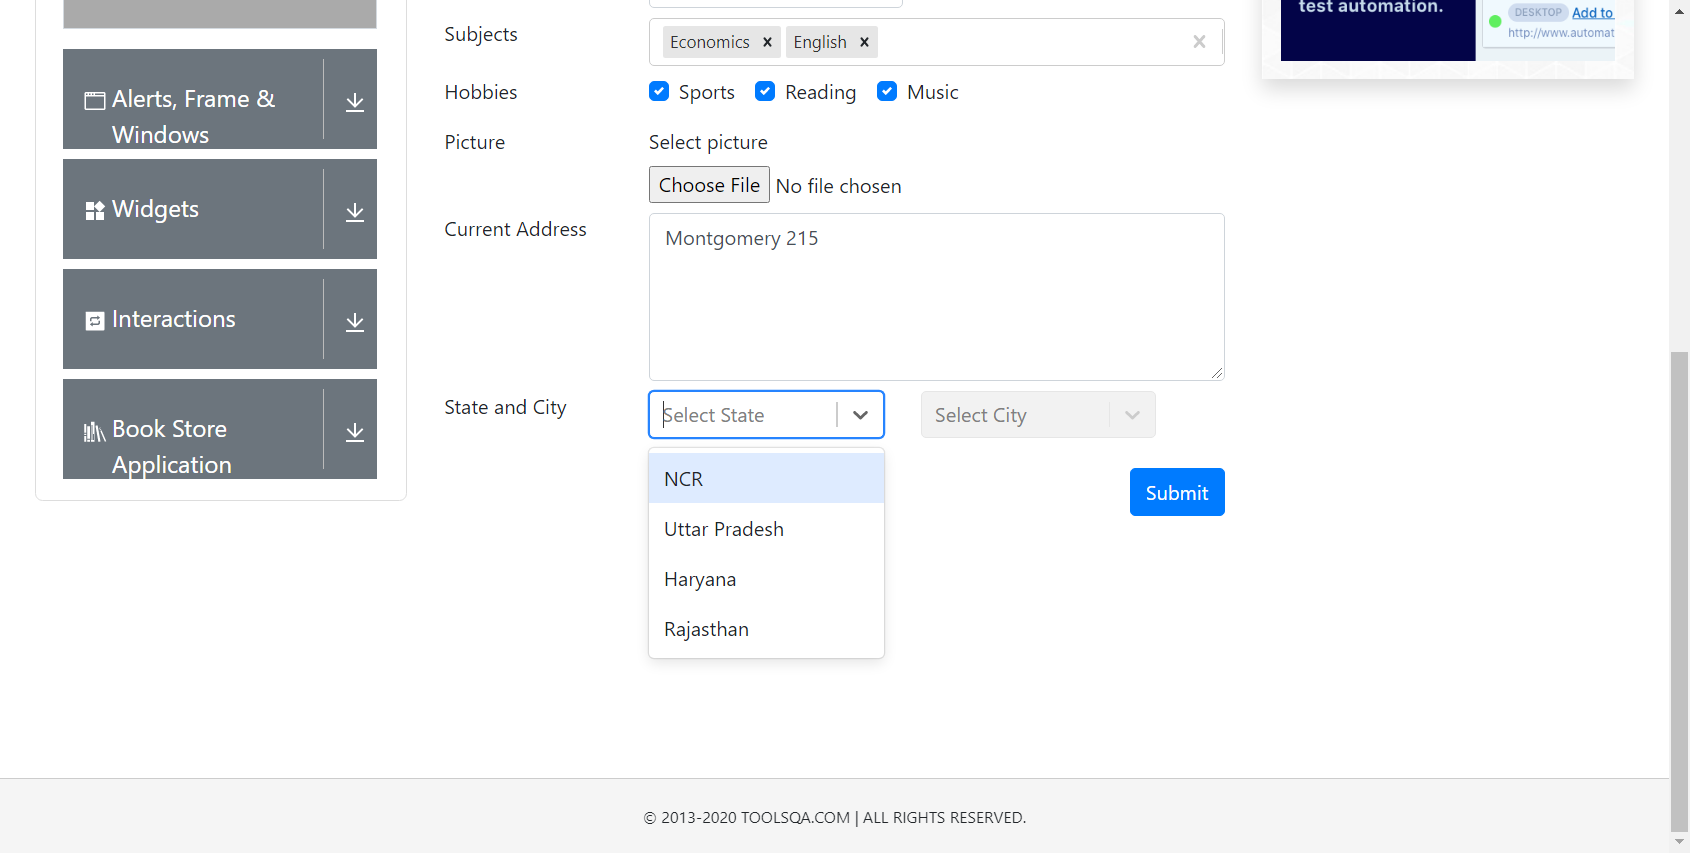 test automation.
DESKTOP Add to
http://www.automat
Alerts, Frame &
Windows
Widgets
Interactions
Book Store
Application
Subjects
Economics
English
Hobbies
Sports
Reading
Music
Picture
Select picture
Choose File No file chosen
Current Address
Montgomery 215
State and City
Select State
Select City
NCR
Uttar Pradesh
Haryana
Rajasthan
Submit
© 2013-2020 TOOLSQA.COM | ALL RIGHTS RESERVED.